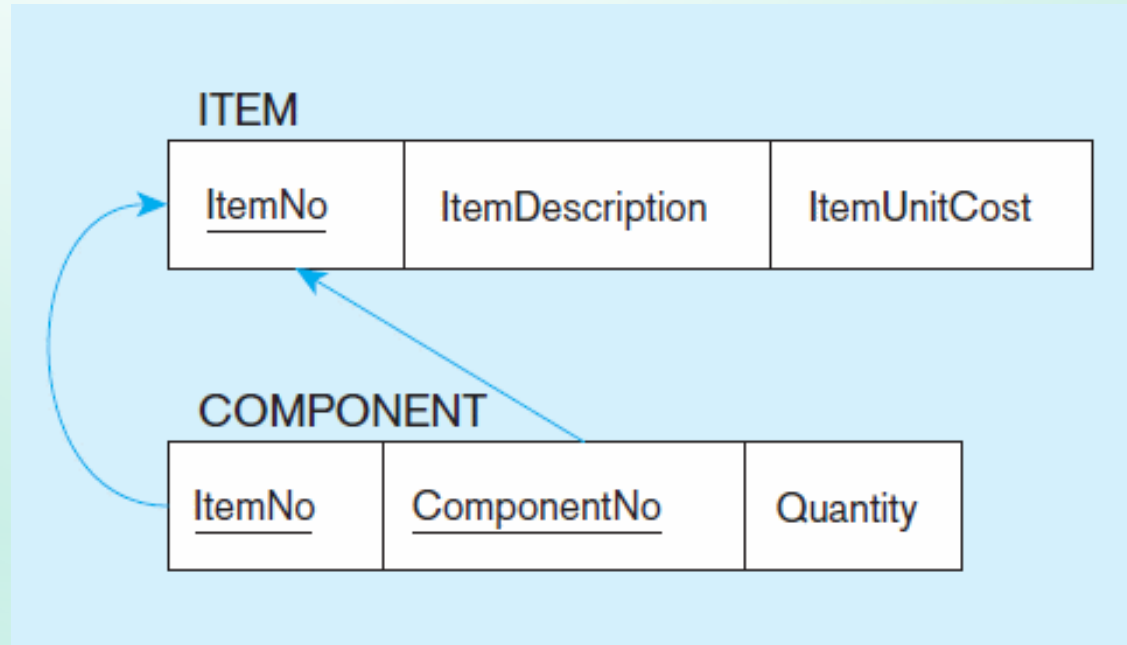 ITEM
ItemNo ItemDescription ItemUnitCost
COMPONENT
ItemNo ComponentNo Quantity